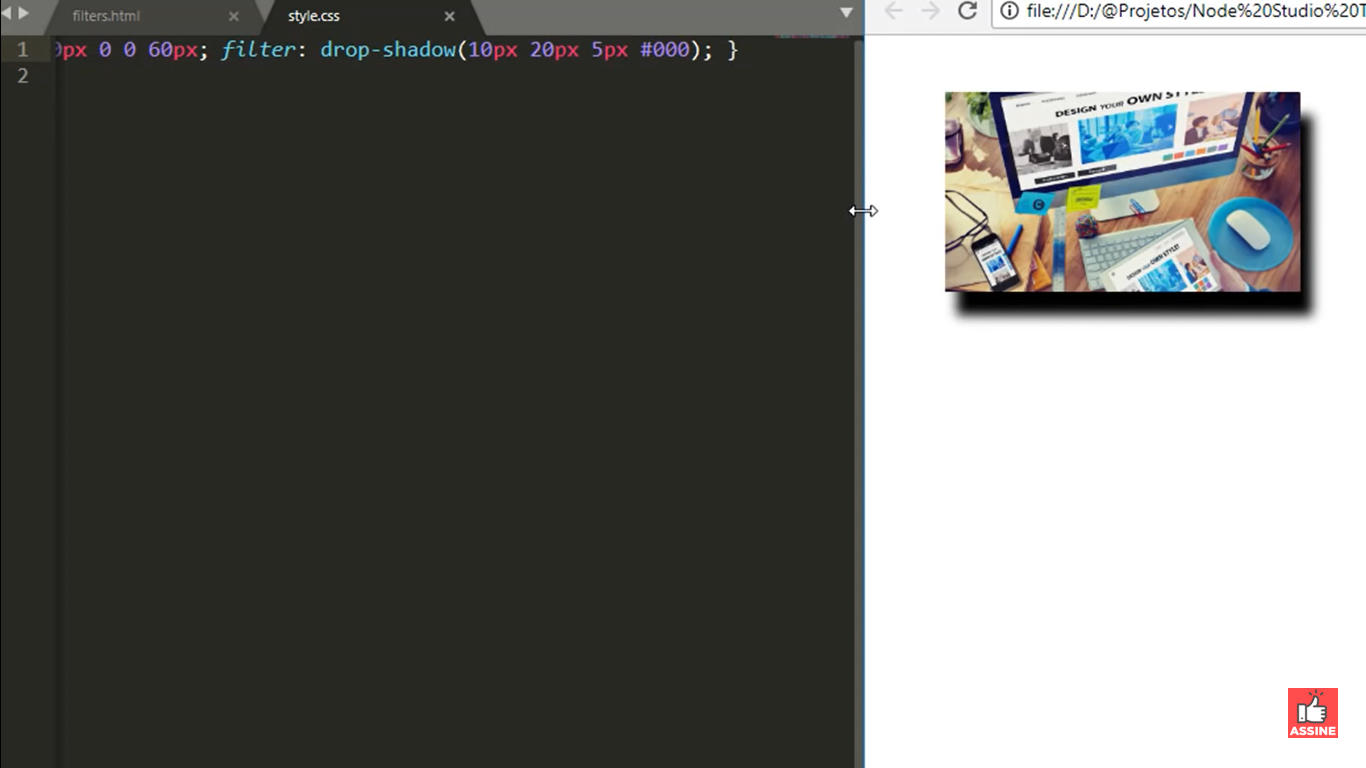 filters.html
style.css
file:///D:/@Projetos/Node%20Studio%20T
1
px 0 0 60px; filter: drop-shadow(10px 20px 5px #000); }
2
DESIGN YOUR OWN STYLE
DESIGN YOUR OWN STYLE!
ASSINE